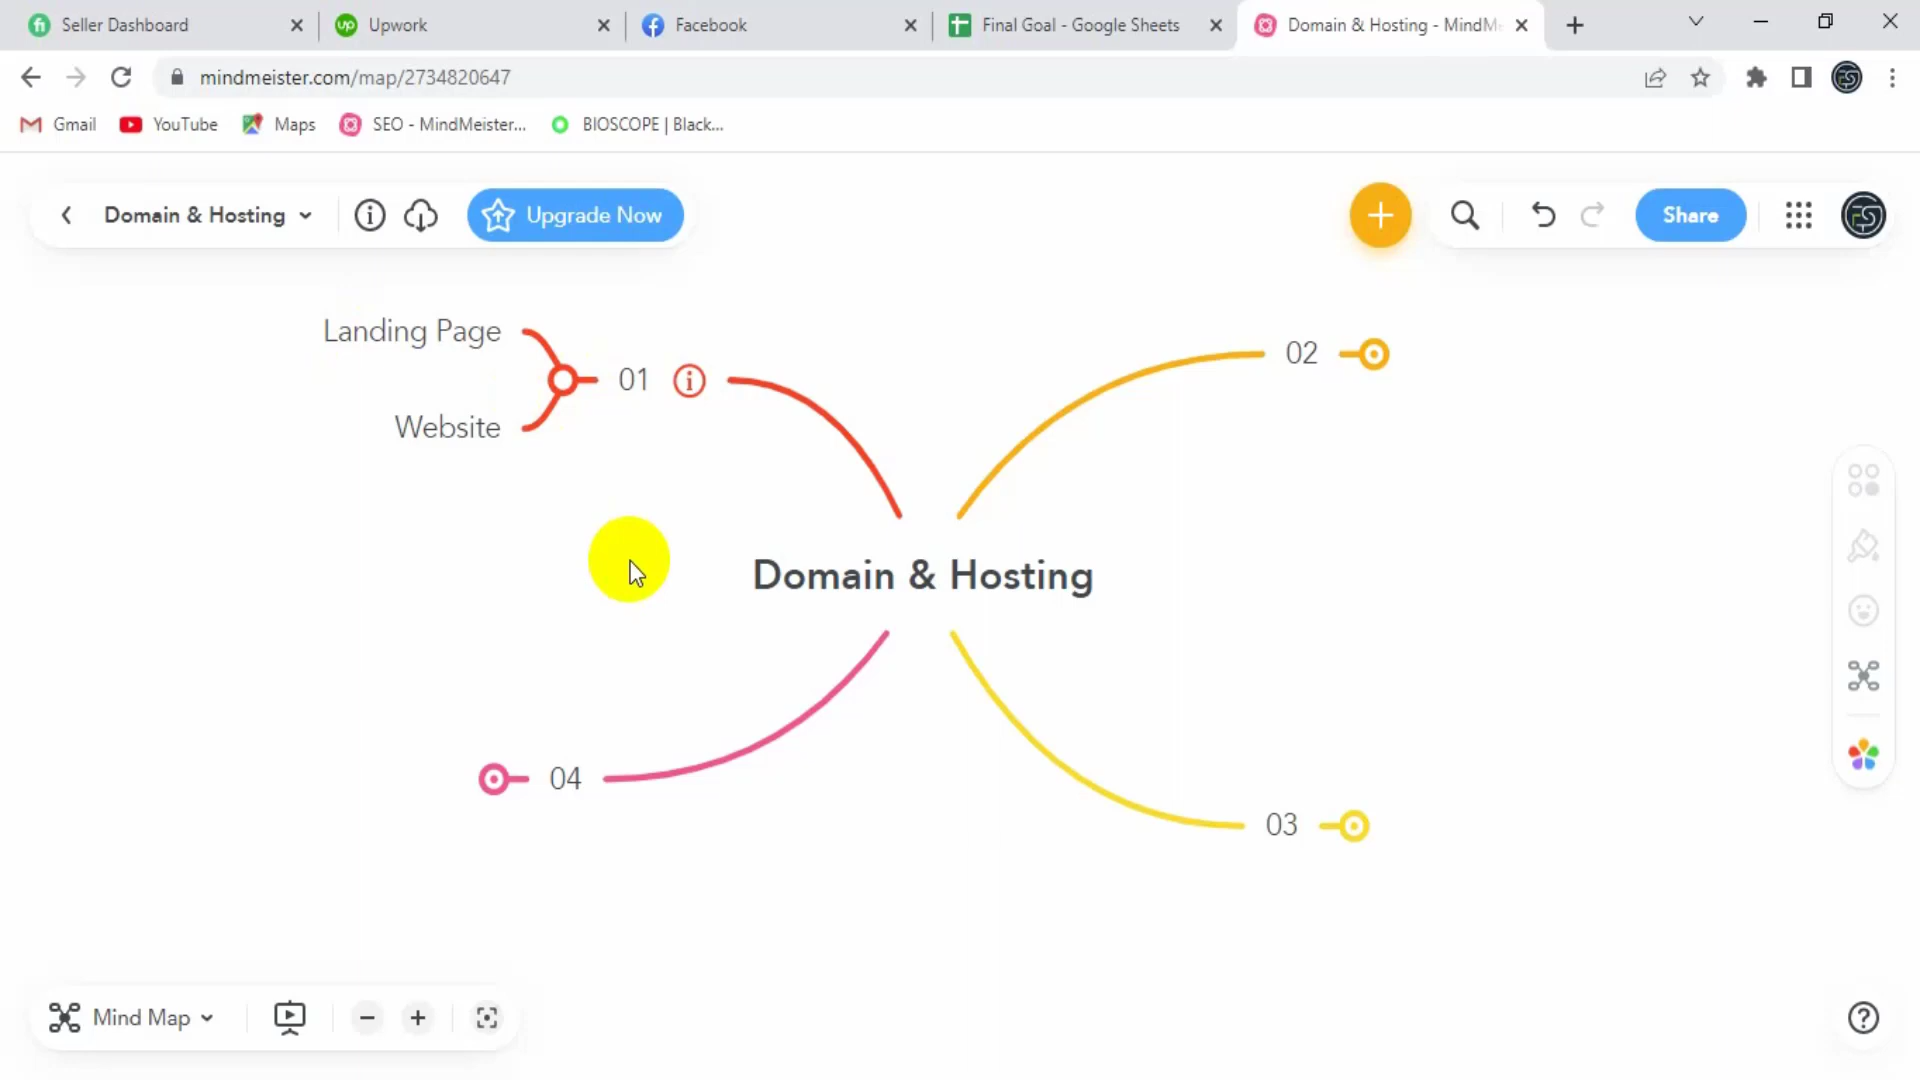 Seller Dashboard
Upwork
Facebook
Final Goal - Google Sheets
Domain & Hosting - MindMe
mindmeister.com/map/2734820647
Gmail
YouTube
Maps
SEO - MindMeister...
BIOSCOPE | Black...
Domain & Hosting
Upgrade Now
Share
Landing Page
01
Website
02
Domain & Hosting
04
03
Mind Map